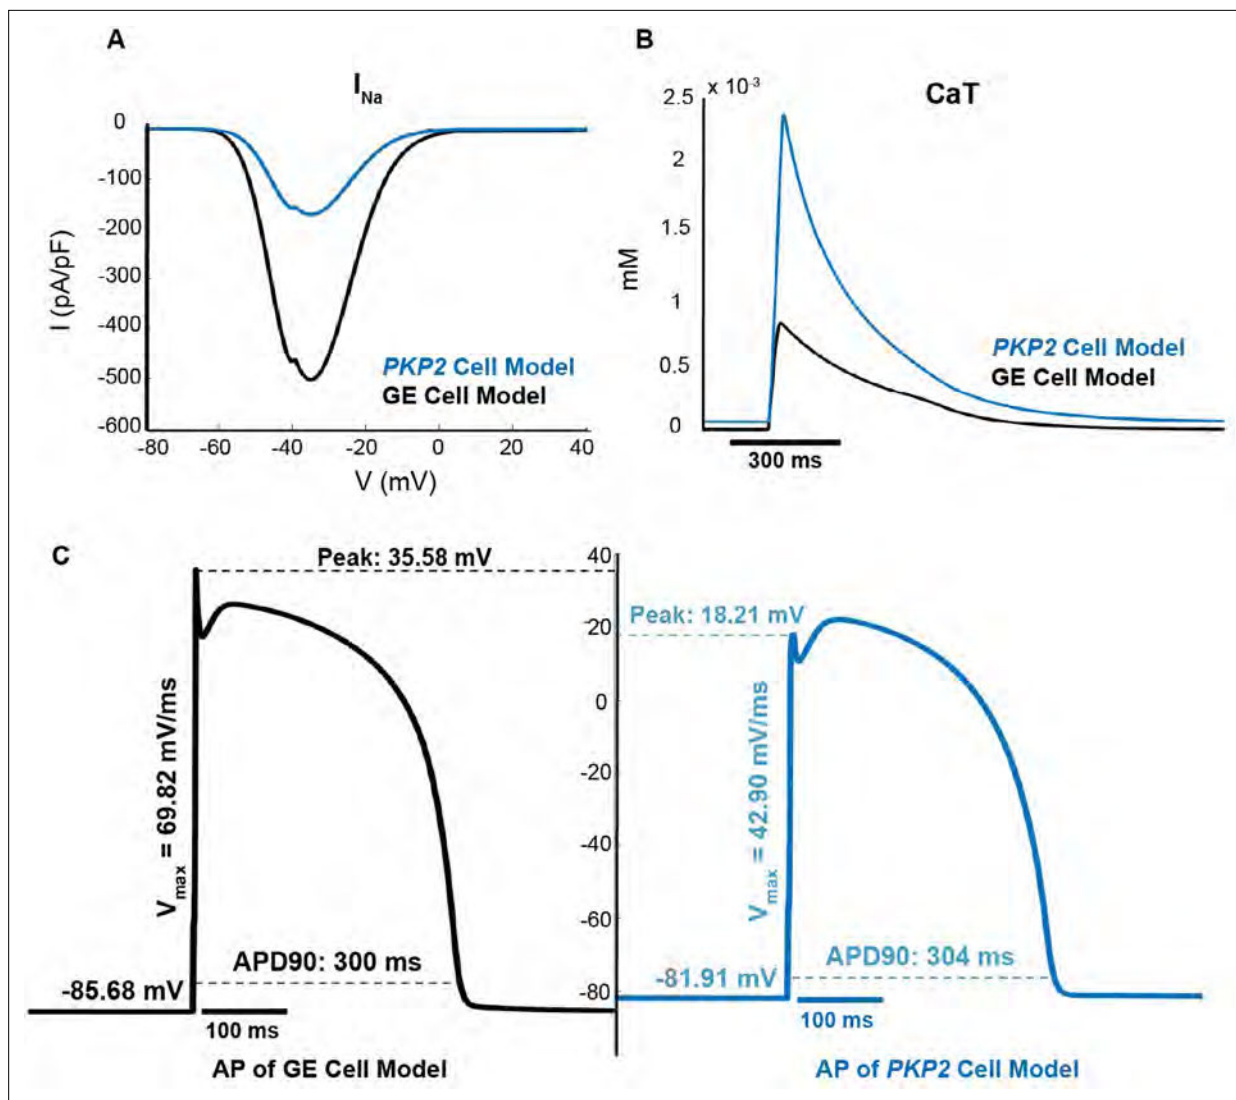 A
I Na
0
-100
-200
-300
-400
-500
-600
I (pA/pF)
PKP2 Cell Model
GE Cell Model
-80 -60 -40 -20 0 20 40
V (mV)
B
x 10-3
CaT
2.5
2
1.5
1
0.5
0
mM
PKP2 Cell Model
GE Cell Model
300 ms
C
Peak: 35.58 mV
Vmax = 69.82 mV/ms
APD90: 300 ms
-85.68 mV
100 ms
AP of GE Cell Model
40
20
0
-20
-40
-60
-80
Peak: 18.21 mV
Vmax = 42.90 mV/ms
APD90: 304 ms
-81.91 mV
100 ms
AP of PKP2 Cell Model